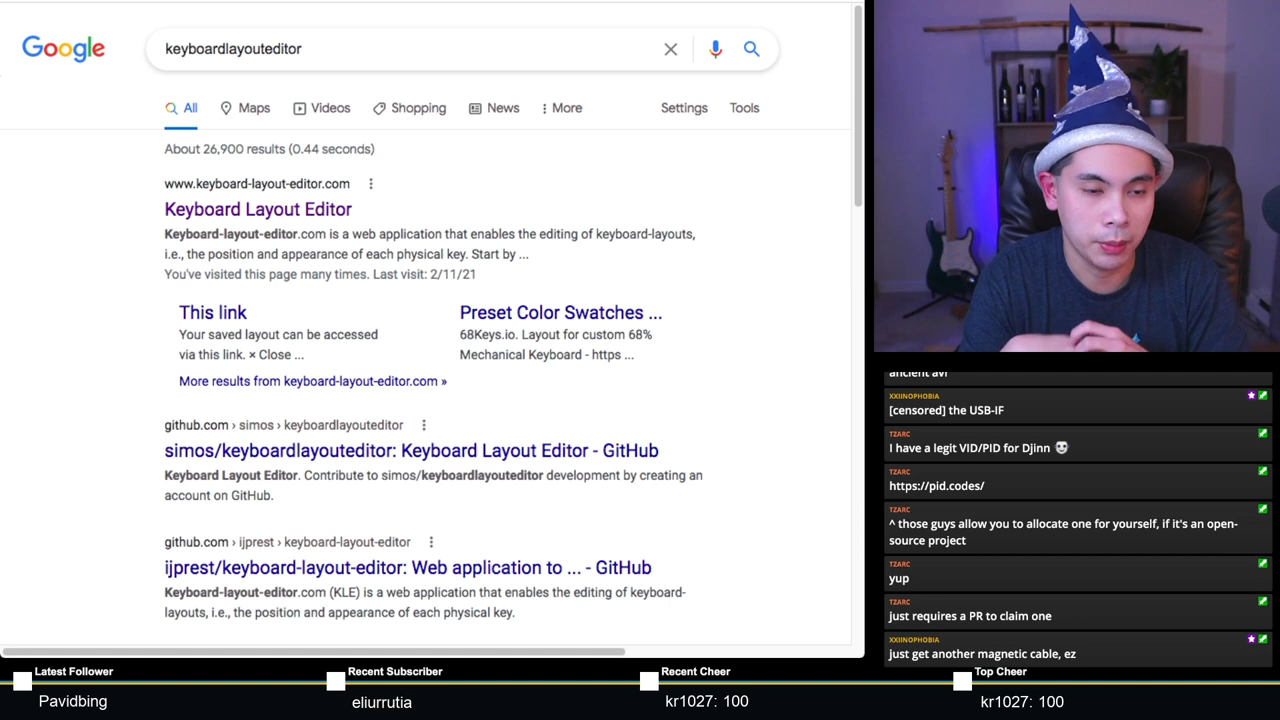 Google
keyboardlayouteditor
All
Maps
Videos
Shopping
News
More
Settings
Tools
About 26,900 results (0.44 seconds)
www.keyboard-layout-editor.com
Keyboard Layout Editor
Keyboard-layout-editor.com is a web application that enables the editing of keyboard-layouts,
i.e., the position and appearance of each physical key. Start by ...
You've visited this page many times. Last visit: 2/11/21
This link
Your saved layout can be accessed
via this link. × Close ...
Preset Color Swatches ...
68Keys.io. Layout for custom 68%
Mechanical Keyboard - https ...
More results from keyboard-layout-editor.com »
github.com › simos › keyboardlayouteditor
simos/keyboardlayouteditor: Keyboard Layout Editor - GitHub
Keyboard Layout Editor. Contribute to simos/keyboardlayouteditor development by creating an
account on GitHub.
github.com › ijprest › keyboard-layout-editor
ijprest/keyboard-layout-editor: Web application to ... - GitHub
Keyboard-layout-editor.com (KLE) is a web application that enables the editing of keyboard-
layouts, i.e., the position and appearance of each physical key.
ancient avr
XXIINOPHOBIA
[censored] the USB-IF
TZARC
I have a legit VID/PID for Djinn
TZARC
https://pid.codes/
TZARC
^ those guys allow you to allocate one for yourself, if it's an open-
source project
TZARC
yup
TZARC
just requires a PR to claim one
XXIINOPHOBIA
just get another magnetic cable, ez
Latest Follower
Pavidbing
Recent Subscriber
eliurrutia
Recent Cheer
kr1027: 100
Top Cheer
kr1027: 100